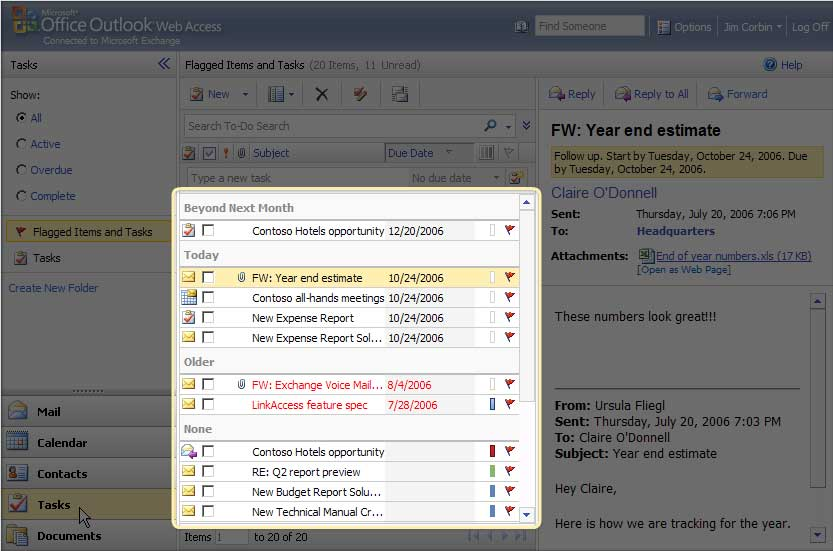 Microsoft®
Office Outlook® Web Access
Connected to Microsoft Exchange
Find Someone
Options
Jim Corbin
Log Off
Tasks
Show:
All
Active
Overdue
Complete
Flagged Items and Tasks
Tasks
Create New Folder
Mail
Calendar
Contacts
Tasks
Documents
Flagged Items and Tasks (20 Items, 11 Unread)
Help
New
Search To-Do Search
Subject Due Date
Type a new task No due date
Beyond Next Month
Contoso Hotels opportunity 12/20/2006
Today
FW: Year end estimate 10/24/2006
Contoso all-hands meetings 10/24/2006
New Expense Report 10/24/2006
New Expense Report Sol... 10/24/2006
Older
FW: Exchange Voice Mail... 8/4/2006
LinkAccess feature spec 7/28/2006
None
Contoso Hotels opportunity
RE: Q2 report preview
New Budget Report Solu...
New Technical Manual Cr...
Items 1 to 20 of 20
Reply Reply to All Forward
FW: Year end estimate
Follow up. Start by Tuesday, October 24, 2006. Due
by Tuesday, October 24, 2006.
Claire O'Donnell
Sent: Thursday, July 20, 2006 7:06 PM
To: Headquarters
Attachments: End of year numbers.xls (17 KB)
[Open as Web Page]
These numbers look great!!!
From: Ursula Fliegl
Sent: Thursday, July 20, 2006 7:03 PM
To: Claire O'Donnell
Subject: Year end estimate
Hey Claire,
Here is how we are tracking for the year.